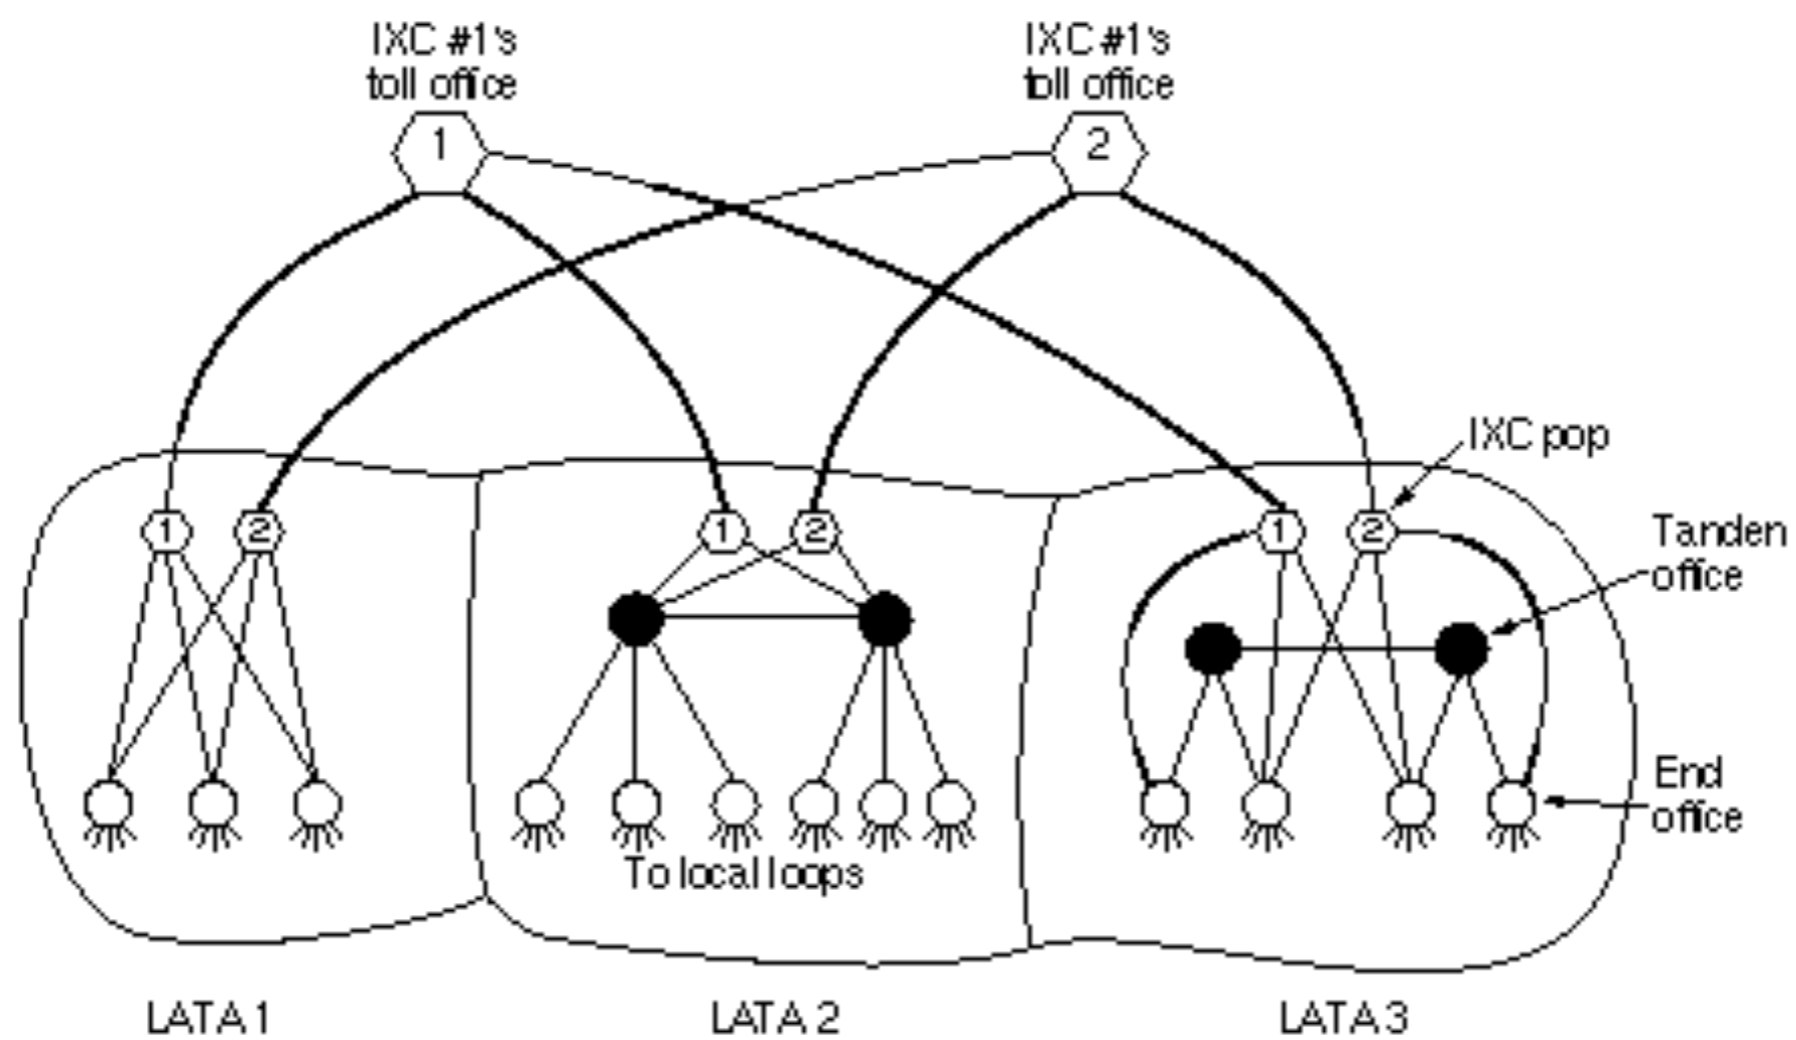 IXC #1's
toll office
IXC #1's
toll office
1
2
IXC pop
1
2
1
2
1
2
Tanden
office
End
office
To local loops
LATA 1
LATA 2
LATA 3